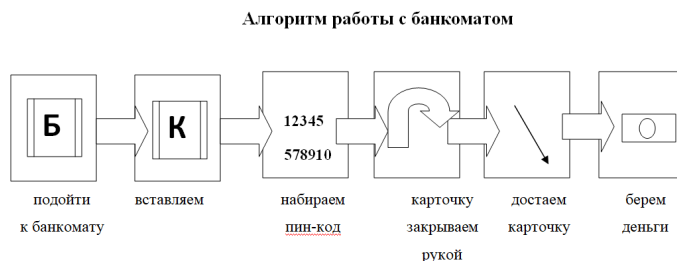 Алгоритм работы с банкоматом
Б
К
12345
578910
подойти
к банкомату
вставляем
набираем
пин-код
карточку
закрываем
рукой
достаем
карточку
берем
деньги